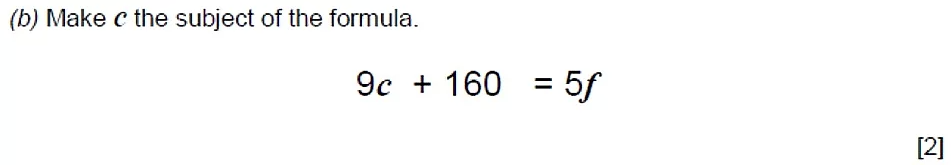 (b) Make c the subject of the formula.
9c + 160 = 5f
[2]